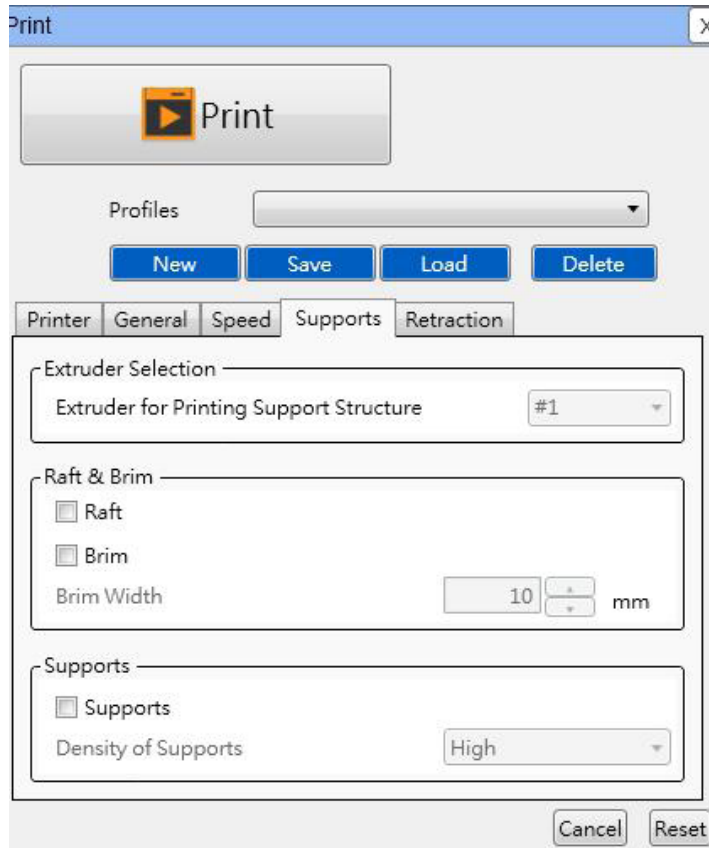 Print
X
Print
Profiles
New Save Load Delete
Printer General Speed Supports Retraction
Extruder Selection
Extruder for Printing Support Structure #1
Raft & Brim
Raft
Brim
Brim Width 10 mm
Supports
Supports
Density of Supports High
Cancel Reset